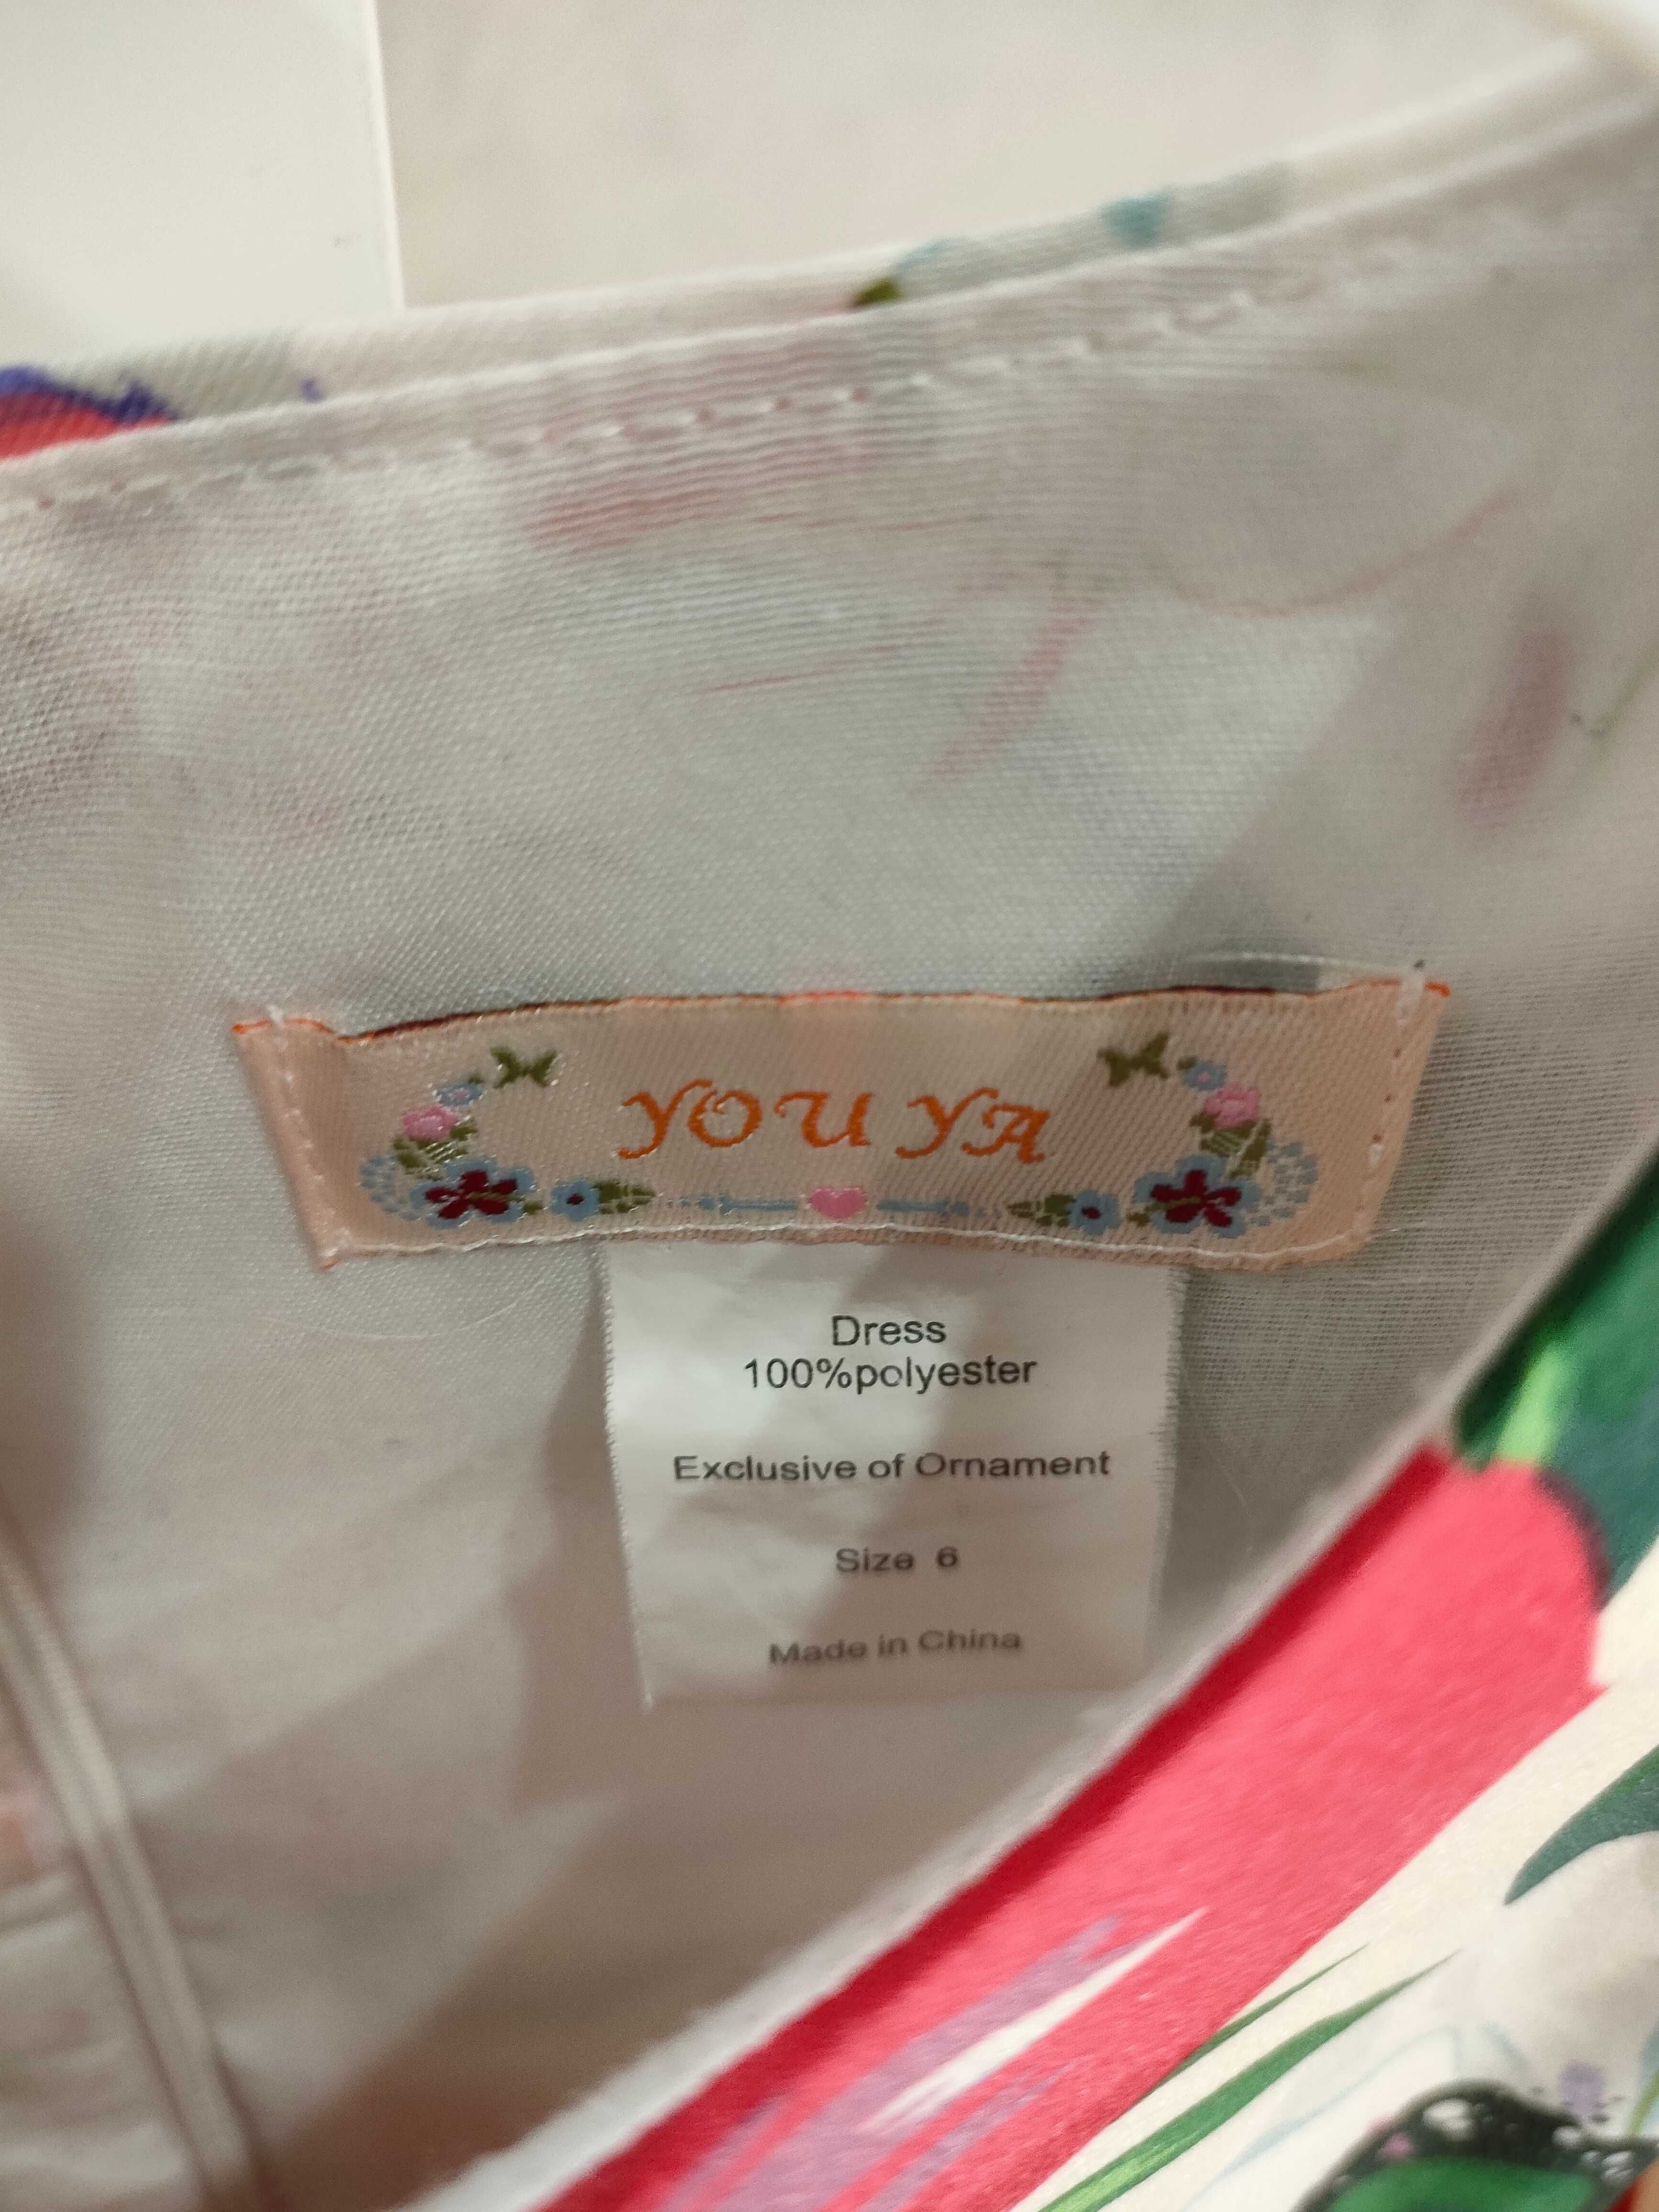 YOU YA
Dress
100%polyester
Exclusive of Ornament
Size 6
Made in China